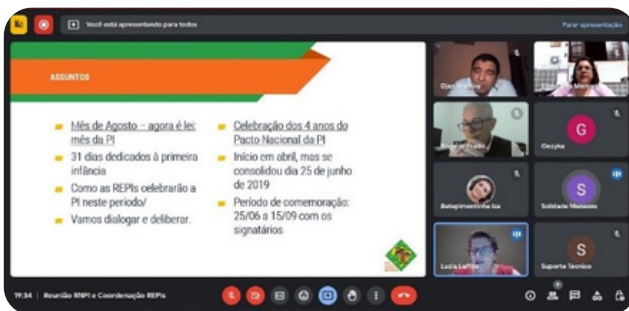 Você está apresentando para todos
Parar apresentação
ASSUNTOS
Mês de Agosto – agora é lei:
mês da PI
31 dias dedicados à primeira
infância
Como as REPIs celebrarão a
PI neste período/
Vamos dialogar e deliberar.
Celebração dos 4 anos do
Pacto Nacional da PI
Início em abril, mas se
consolidou dia 25 de junho
de 2019
Período de comemoração:
25/06 a 15/09 com os
signatários
G
Gezyka
Betepimentinha Iza
S
Solidade Menezes
Luzia Laffite
S
Suporte Técnico
19:34 | Reunião RNPI e Coordenação REPIs